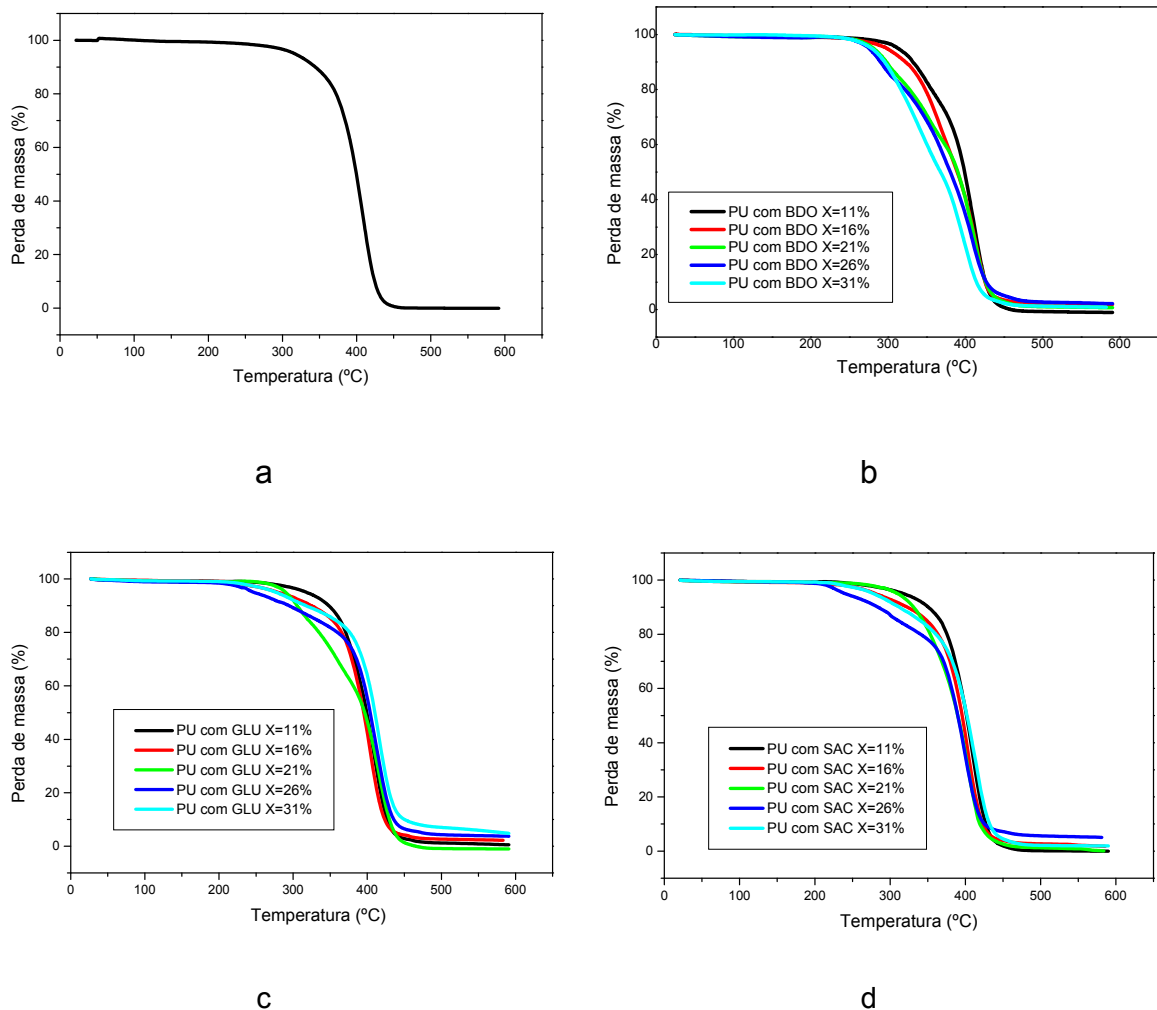 100
80
60
40
20
0
Perda de massa (%)
0 100 200 300 400 500 600
Temperatura (ºC)
a
100
80
60
40
20
0
Perda de massa (%)
PU com BDO X=11%
PU com BDO X=16%
PU com BDO X=21%
PU com BDO X=26%
PU com BDO X=31%
0 100 200 300 400 500 600
Temperatura (ºC)
b
100
80
60
40
20
0
Perda de massa (%)
PU com GLU X=11%
PU com GLU X=16%
PU com GLU X=21%
PU com GLU X=26%
PU com GLU X=31%
0 100 200 300 400 500 600
Temperatura (ºC)
c
100
80
60
40
20
0
Perda de massa (%)
PU com SAC X=11%
PU com SAC X=16%
PU com SAC X=21%
PU com SAC X=26%
PU com SAC X=31%
0 100 200 300 400 500 600
Temperatura (ºC)
d